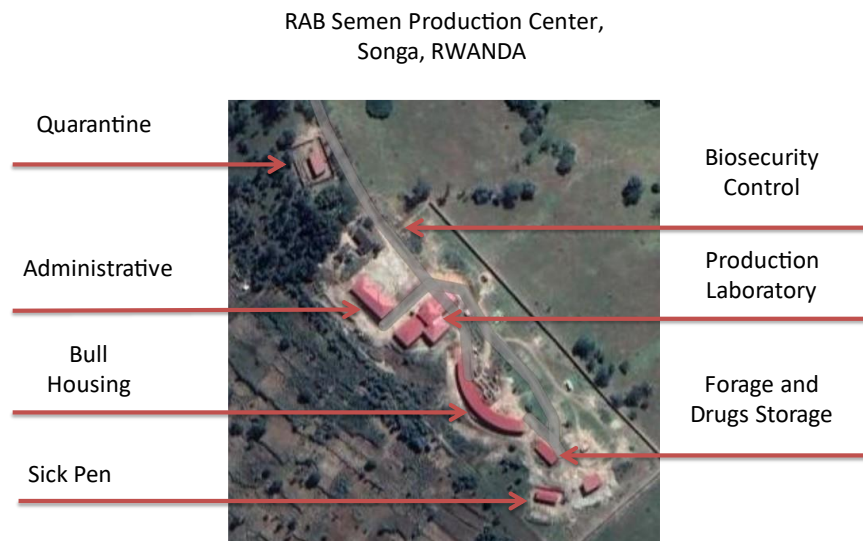 RAB Semen Production Center,
Songa, RWANDA
Quarantine
Biosecurity
Control
Administrative
Production
Laboratory
Bull
Housing
Forage and
Drugs Storage
Sick Pen